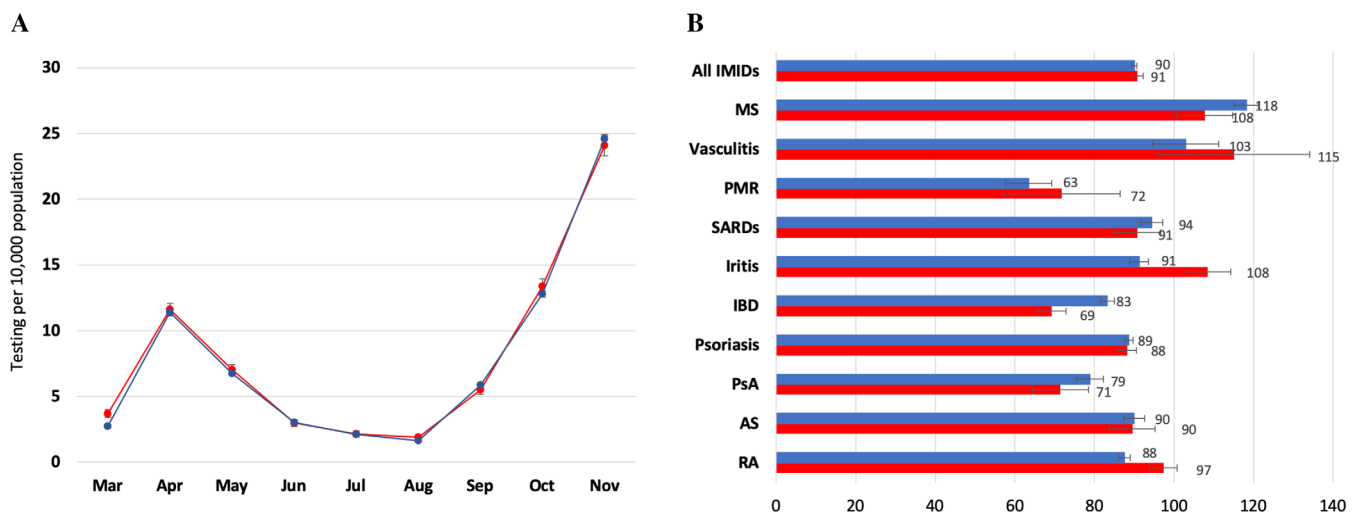 A
B
Testing per 10,000 population
30
25
20
15
10
5
0
Mar Apr May Jun Jul Aug Sep Oct Nov
All IMIDs 90
91
MS 118
108
Vasculitis 103
115
PMR 63
72
SARDs 94
91
Iritis 91
108
IBD 83
69
Psoriasis 89
88
PsA 79
71
AS 90
90
RA 88
97
0 20 40 60 80 100 120 140